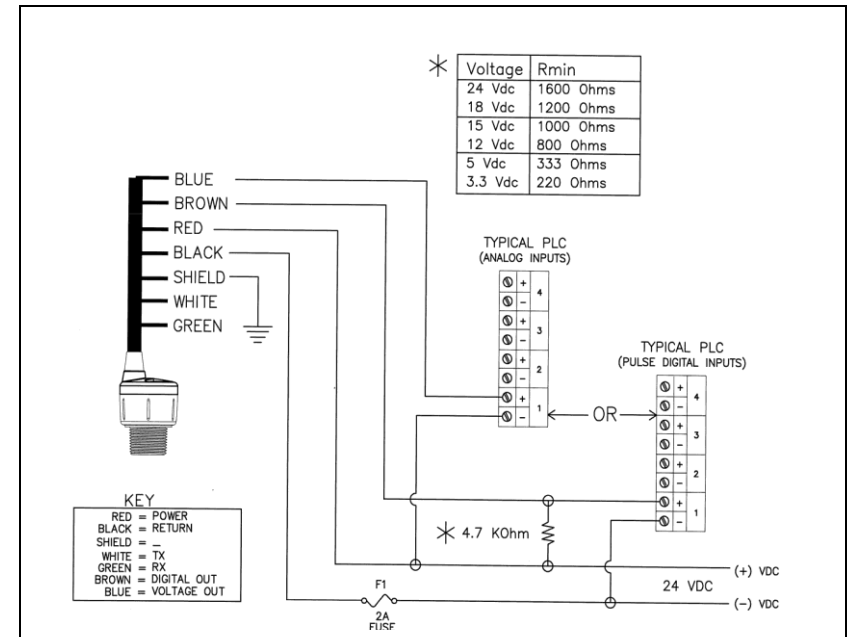 * Voltage Rmin
24 Vdc 1600 Ohms
18 Vdc 1200 Ohms
15 Vdc 1000 Ohms
12 Vdc 800 Ohms
5 Vdc 333 Ohms
3.3 Vdc 220 Ohms
BLUE
BROWN
RED
BLACK
SHIELD
WHITE
GREEN
TYPICAL PLC
(ANALOG INPUTS)
+
4
-
+
3
-
+
2
-
+
1
-
OR
TYPICAL PLC
(PULSE DIGITAL INPUTS)
+
4
-
+
3
-
+
2
-
+
1
-
* 4.7 KOhm
KEY
RED = POWER
BLACK = RETURN
SHIELD = ⏚
WHITE = TX
GREEN = RX
BROWN = DIGITAL OUT
BLUE = VOLTAGE OUT
F1
2A
FUSE
(+) VDC
24 VDC
(-) VDC